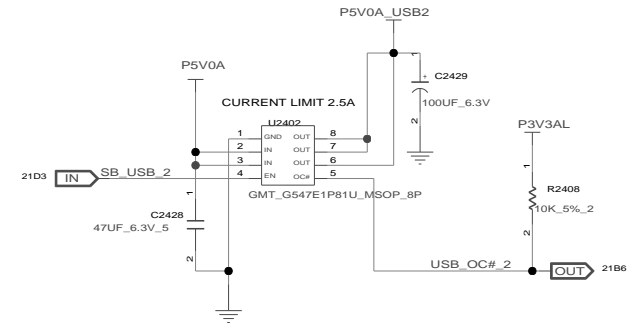 P5V0A_USB2
P5V0A
1
+
C2429
100UF_6.3V
2
CURRENT LIMIT 2.5A
U2402
P3V3AL
1 GND OUT 8
2 IN OUT 7
3 IN OUT 6
4 EN OC# 5
21D3 IN SB_USB_2
GMT_G547E1P81U_MSOP_8P
1
R2408
10K_5%_2
2
1
C2428
47UF_6.3V_5
2
USB_OC#_2
OUT 21B6